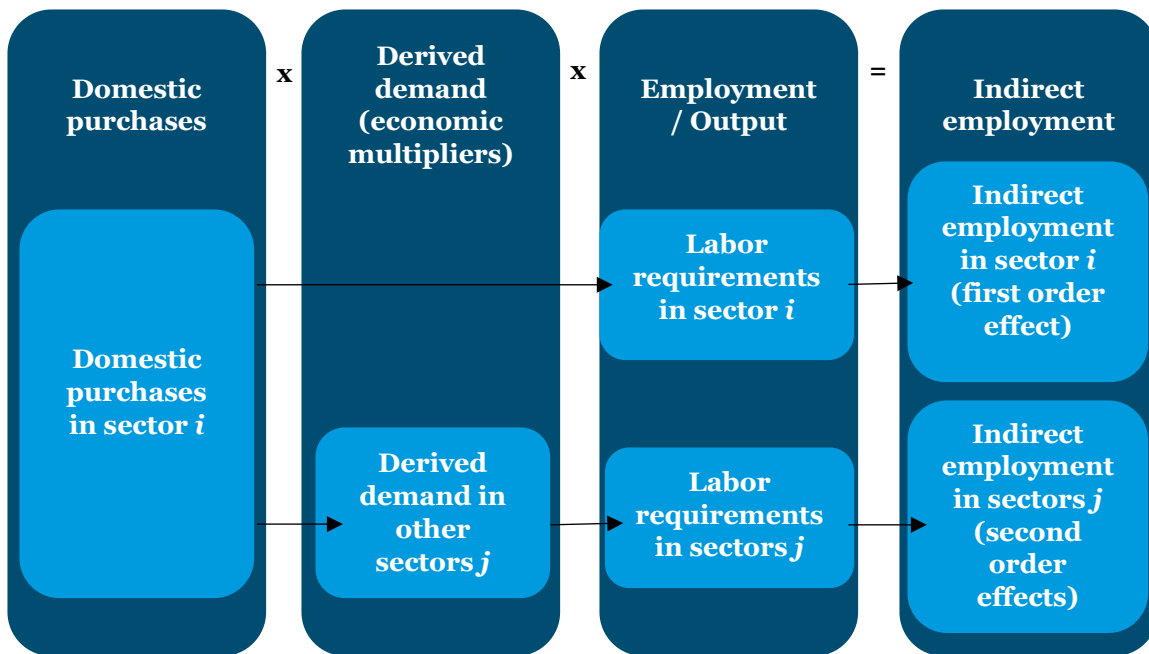 Domestic
purchases
x
Derived
demand
(economic
multipliers)
x
Employment
/ Output
=
Indirect
employment
Domestic
purchases
in sector i
Labor
requirements
in sector i
Indirect
employment
in sector i
(first order
effect)
Derived
demand in
other
sectors j
Labor
requirements
in sectors j
Indirect
employment
in sectors j
(second
order
effects)